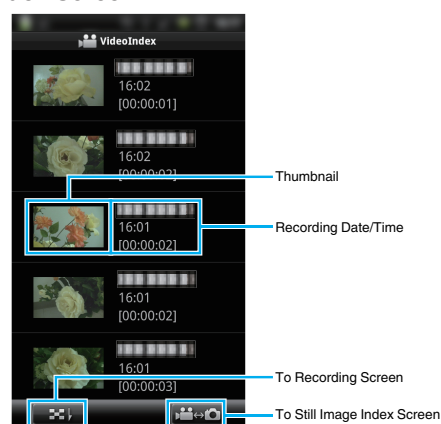 VideoIndex
16:02
[00:00:01]
16:02
[00:00:02]
Thumbnail
16:01
[00:00:02]
Recording Date/Time
16:01
[00:00:02]
16:01
[00:00:03]
To Recording Screen
To Still Image Index Screen